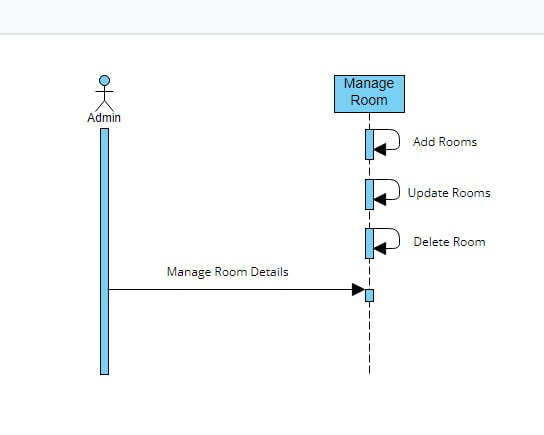 Manage
Room
Admin
Add Rooms
Update Rooms
Delete Room
Manage Room Details